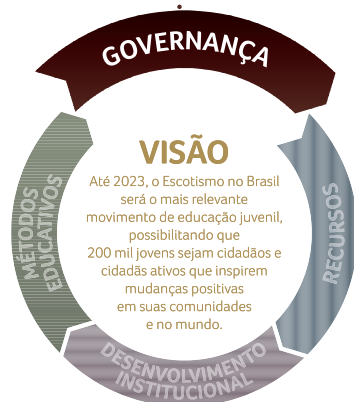 GOVERNANÇA
VISÃO
Até 2023, o Escotismo no Brasil
será o mais relevante
movimento de educação juvenil,
possibilitando que
200 mil jovens sejam cidadãos e
cidadãs ativos que inspirem
mudanças positivas
em suas comunidades
e no mundo.
MÉTODOS
EDUCATIVOS
RECURSOS
DESENVOLVIMENTO
INSTITUCIONAL